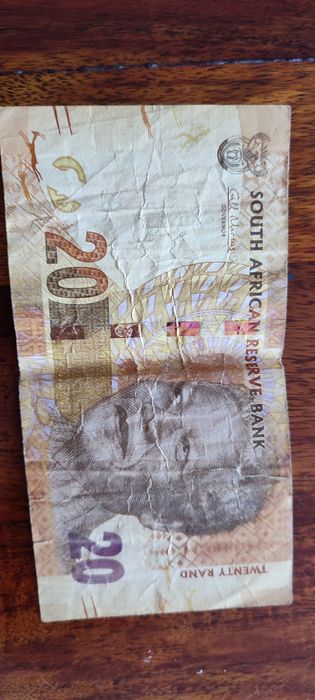 SOUTH AFRICAN RESERVE BANK
GOVERNOR
20
20
TWENTY RAND